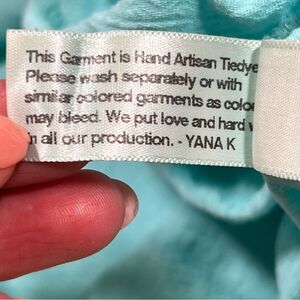 This Garment is Hand Artisan Tiedye
Please wash separately or with
similar colored garments as color
may bleed. We put love and hard
in all our production. - YANA K